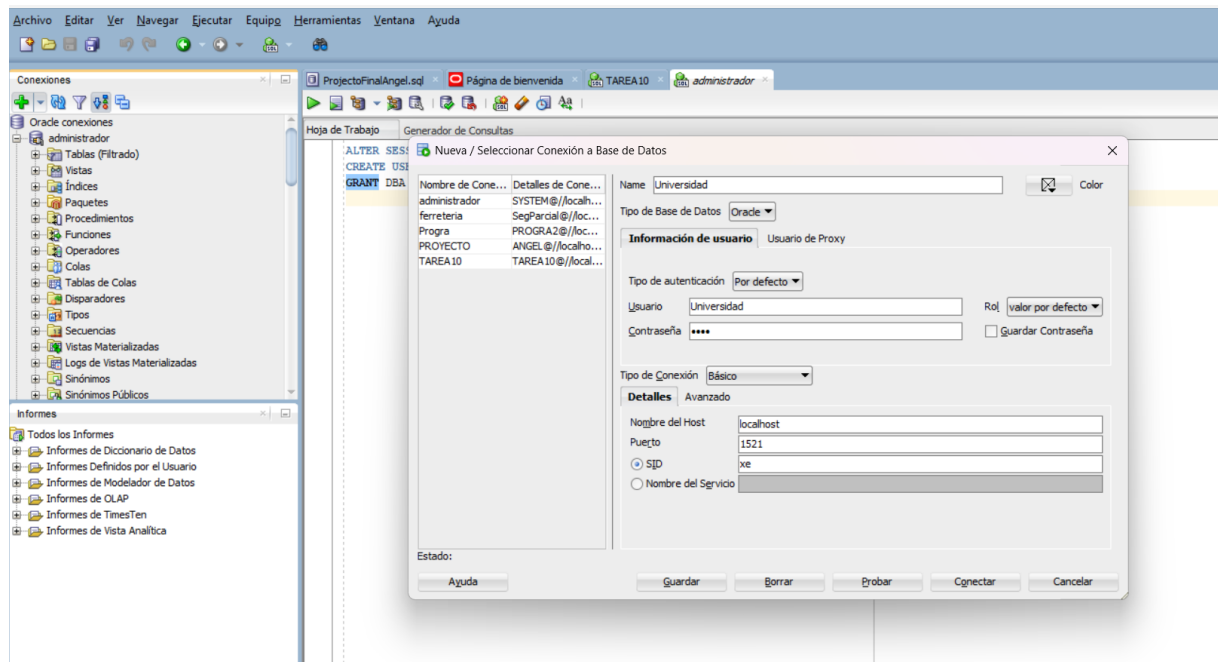 Archivo Editar Ver Navegar Ejecutar Equipo Herramientas Ventana Ayuda
Conexiones
Oracle conexiones
administrador
Tablas (Filtrado)
Vistas
Índices
Paquetes
Procedimientos
Funciones
Operadores
Colas
Tablas de Colas
Disparadores
Tipos
Secuencias
Vistas Materializadas
Logs de Vistas Materializadas
Sinónimos
Sinónimos Públicos
Informes
Todos los Informes
Informes de Diccionario de Datos
Informes Definidos por el Usuario
Informes de Modelador de Datos
Informes de OLAP
Informes de TimesTen
Informes de Vista Analítica
ProjectoFinalAngel.sql Página de bienvenida TAREA10 administrador
Hoja de Trabajo Generador de Consultas
ALTER SESS
CREATE USE
GRANT DBA
Nueva / Seleccionar Conexión a Base de Datos
Nombre de Cone... Detalles de Cone...
administrador SYSTEM@//localh...
ferreteria SegParcial@//loc...
Progra PROGRA2@//loc...
PROYECTO ANGEL@//localho...
TAREA10 TAREA10@//local...
Name Universidad Color
Tipo de Base de Datos Oracle
Información de usuario Usuario de Proxy
Tipo de autenticación Por defecto
Usuario Universidad Rol valor por defecto
Contraseña •••• Guardar Contraseña
Tipo de Conexión Básico
Detalles Avanzado
Nombre del Host localhost
Puerto 1521
SID xe
Nombre del Servicio
Estado:
Ayuda Guardar Borrar Probar Conectar Cancelar